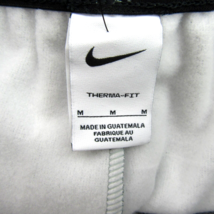 THERMA-FIT
M M M
MADE IN GUATEMALA
FABRIQUE AU
GUATEMALA